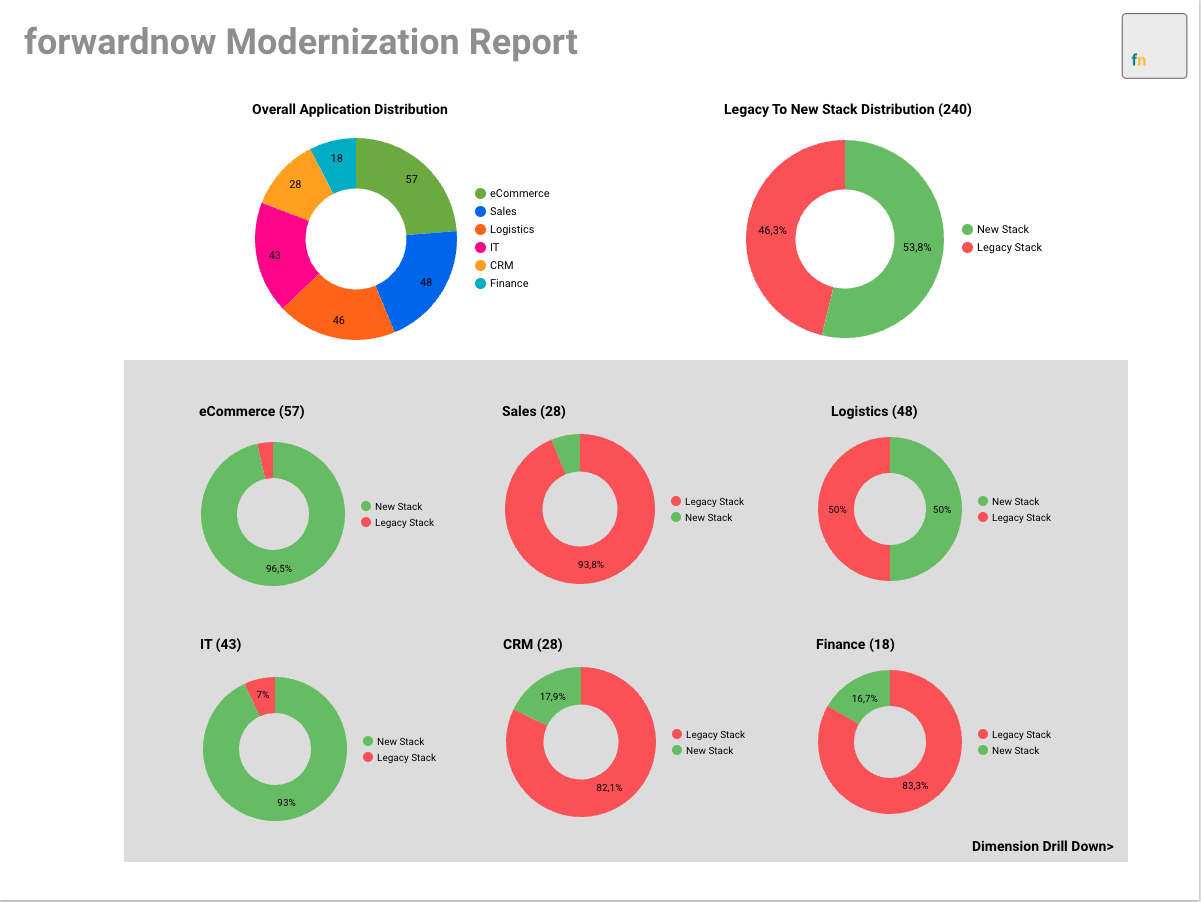 forwardnow Modernization Report
fn
Overall Application Distribution
57
48
46
43
28
18
eCommerce
Sales
Logistics
IT
CRM
Finance
Legacy To New Stack Distribution (240)
46,3%
53,8%
New Stack
Legacy Stack
eCommerce (57)
96,5%
New Stack
Legacy Stack
Sales (28)
93,8%
Legacy Stack
New Stack
Logistics (48)
50%
50%
New Stack
Legacy Stack
IT (43)
7%
93%
New Stack
Legacy Stack
CRM (28)
17,9%
82,1%
Legacy Stack
New Stack
Finance (18)
16,7%
83,3%
Legacy Stack
New Stack
Dimension Drill Down>